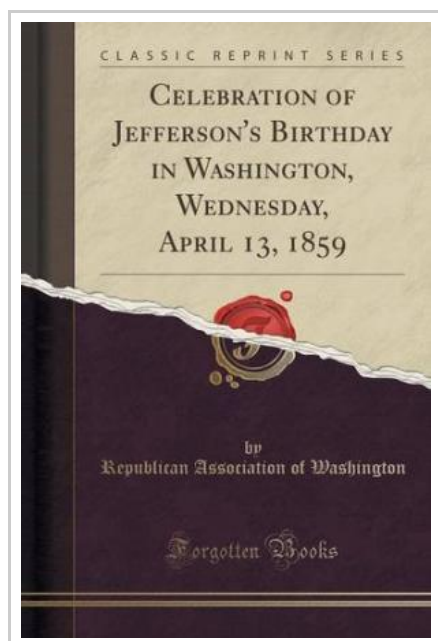 CLASSIC REPRINT SERIES
CELEBRATION OF
JEFFERSON'S BIRTHDAY
IN WASHINGTON,
WEDNESDAY,
APRIL 13, 1859
by
Republican Association of Washington
Forgotten Books